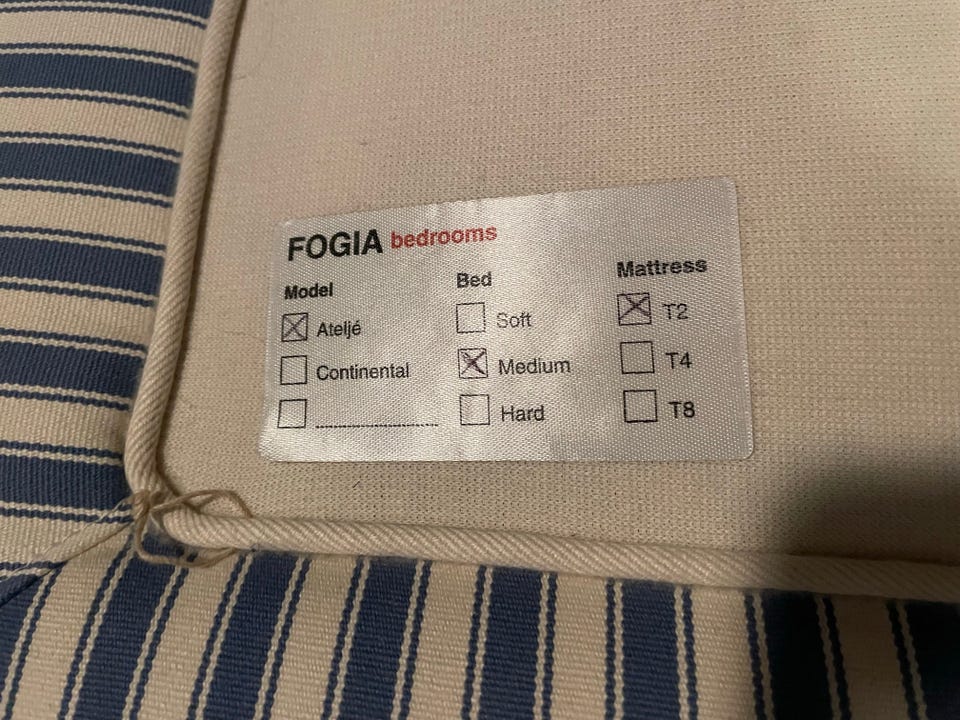 FOGIA bedrooms
Model Bed Mattress
Ateljé Soft T2
Continental Medium T4
Hard T8